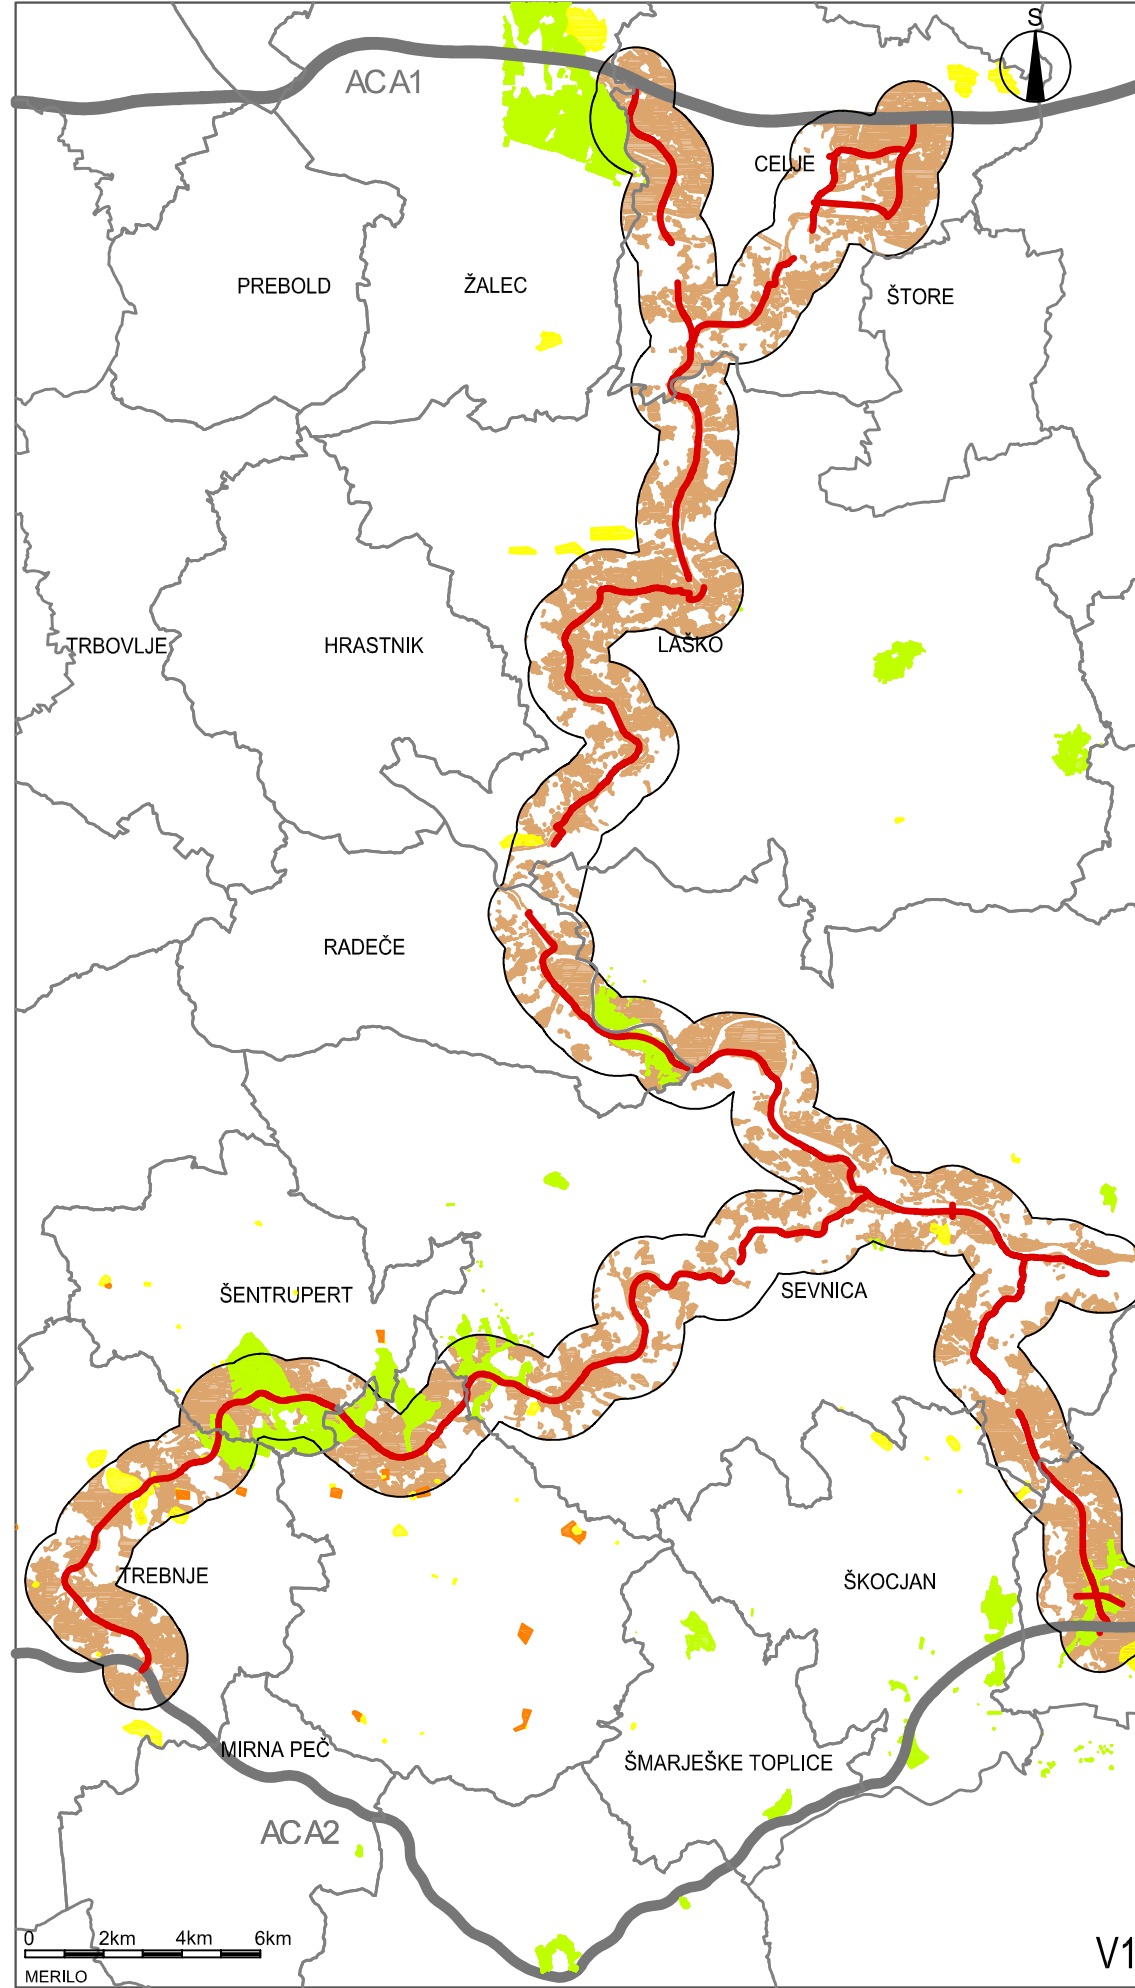 S
ACA1
CELJE
PREBOLD
ŽALEC
ŠTORE
TRBOVLJE
HRASTNIK
LAŠKO
RADEČE
ŠENTRUPERT
SEVNICA
TREBNJE
ŠKOCJAN
MIRNA PEČ
ŠMARJEŠKE TOPLICE
ACA2
0 2km 4km 6km
MERILO
V1